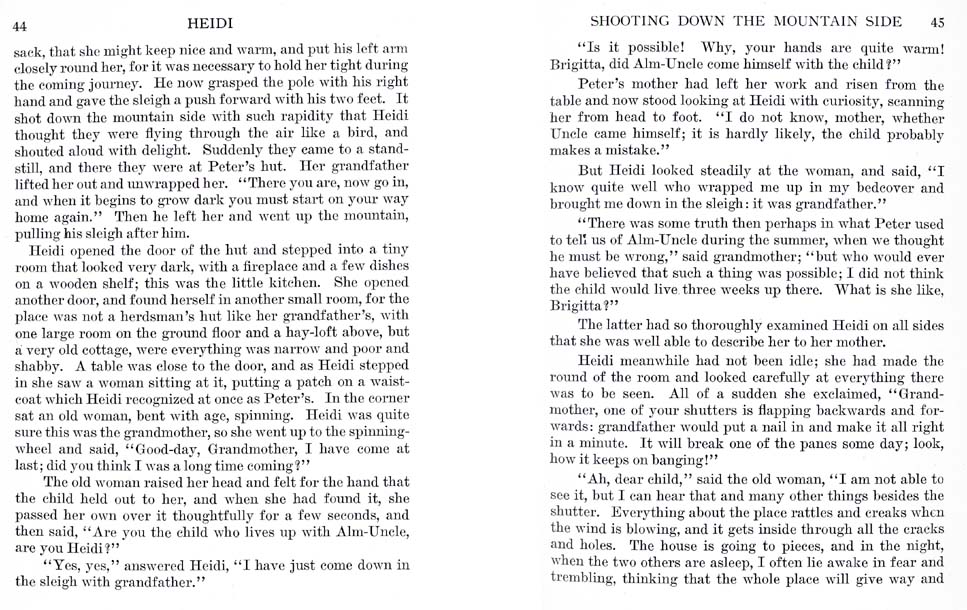 44
HEIDI
sack, that she might keep nice and warm, and put his left arm
closely round her, for it was necessary to hold her tight during
the coming journey. He now grasped the pole with his right
hand and gave the sleigh a push forward with his two feet. It
shot down the mountain side with such rapidity that Heidi
thought they were flying through the air like a bird, and
shouted aloud with delight. Suddenly they came to a stand-
still, and there they were at Peter's hut. Her grandfather
lifted her out and unwrapped her. "There you are, now go in,
and when it begins to grow dark you must start on your way
home again." Then he left her and went up the mountain,
pulling his sleigh after him.
Heidi opened the door of the hut and stepped into a tiny
room that looked very dark, with a fireplace and a few dishes
on a wooden shelf; this was the little kitchen. She opened
another door, and found herself in another small room, for the
place was not a herdsman's hut like her grandfather's, with
one large room on the ground floor and a hay-loft above, but
a very old cottage, were everything was narrow and poor and
shabby. A table was close to the door, and as Heidi stepped
in she saw a woman sitting at it, putting a patch on a waist-
coat which Heidi recognized at once as Peter's. In the corner
sat an old woman, bent with age, spinning. Heidi was quite
sure this was the grandmother, so she went up to the spinning-
wheel and said, "Good-day, Grandmother, I have come at
last; did you think I was a long time coming?"
The old woman raised her head and felt for the hand that
the child held out to her, and when she had found it, she
passed her own over it thoughtfully for a few seconds, and
then said, "Are you the child who lives up with Alm-Uncle,
are you Heidi?"
"Yes, yes," answered Heidi, "I have just come down in
the sleigh with grandfather."
SHOOTING DOWN THE MOUNTAIN SIDE
45
"Is it possible! Why, your hands are quite warm!
Brigitta, did Alm-Uncle come himself with the child?"
Peter's mother had left her work and risen from the
table and now stood looking at Heidi with curiosity, scanning
her from head to foot. "I do not know, mother, whether
Uncle came himself; it is hardly likely, the child probably
makes a mistake."
But Heidi looked steadily at the woman, and said, "I
know quite well who wrapped me up in my bedcover and
brought me down in the sleigh: it was grandfather."
"There was some truth then perhaps in what Peter used
to tell us of Alm-Uncle during the summer, when we thought
he must be wrong," said grandmother; "but who would ever
have believed that such a thing was possible; I did not think
the child would live three weeks up there. What is she like,
Brigitta?"
The latter had so thoroughly examined Heidi on all sides
that she was well able to describe her to her mother.
Heidi meanwhile had not been idle; she had made the
round of the room and looked carefully at everything there
was to be seen. All of a sudden she exclaimed, "Grand-
mother, one of your shutters is flapping backwards and for-
wards: grandfather would put a nail in and make it all right
in a minute. It will break one of the panes some day; look,
how it keeps on banging!"
"Ah, dear child," said the old woman, "I am not able to
see it, but I can hear that and many other things besides the
shutter. Everything about the place rattles and creaks when
the wind is blowing, and it gets inside through all the cracks
and holes. The house is going to pieces, and in the night,
when the two others are asleep, I often lie awake in fear and
trembling, thinking that the whole place will give way and